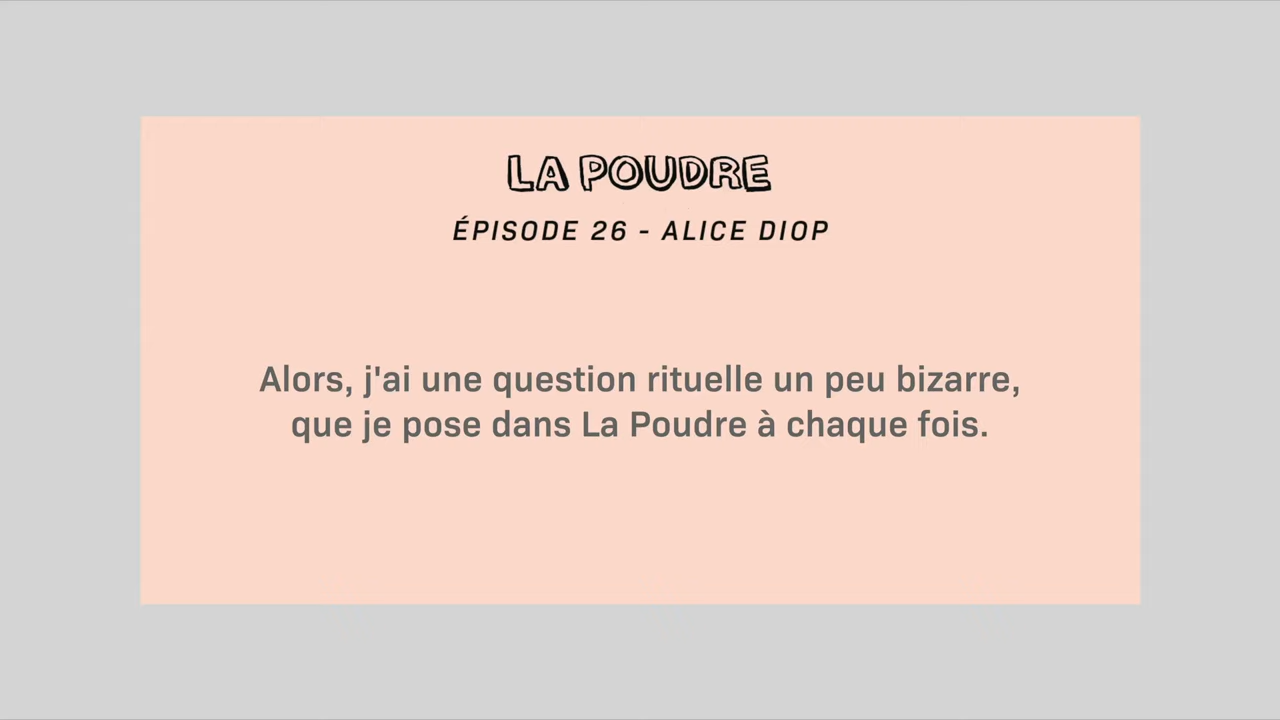 LA POUDRE
ÉPISODE 26 - ALICE DIOP
Alors, j'ai une question rituelle un peu bizarre,
que je pose dans La Poudre à chaque fois.